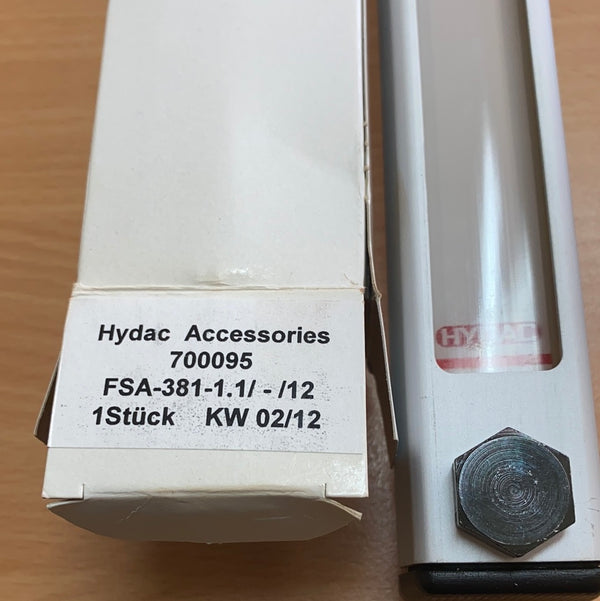 Hydac Accessories
700095
FSA-381-1.1/ - /12
1Stück KW 02/12
HYDAC